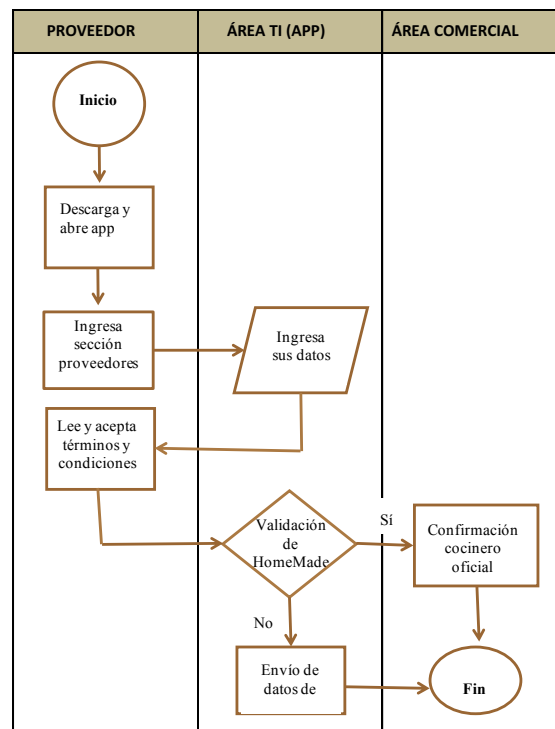 PROVEEDOR
ÁREA TI (APP)
ÁREA COMERCIAL
Inicio
Descarga y
abre app
Ingresa
sección
proveedores
Ingresa
sus datos
Lee y acepta
términos y
condiciones
Validación
de
HomeMade
Sí
Confirmación
cocinero
oficial
No
Envío de
datos de
Fin